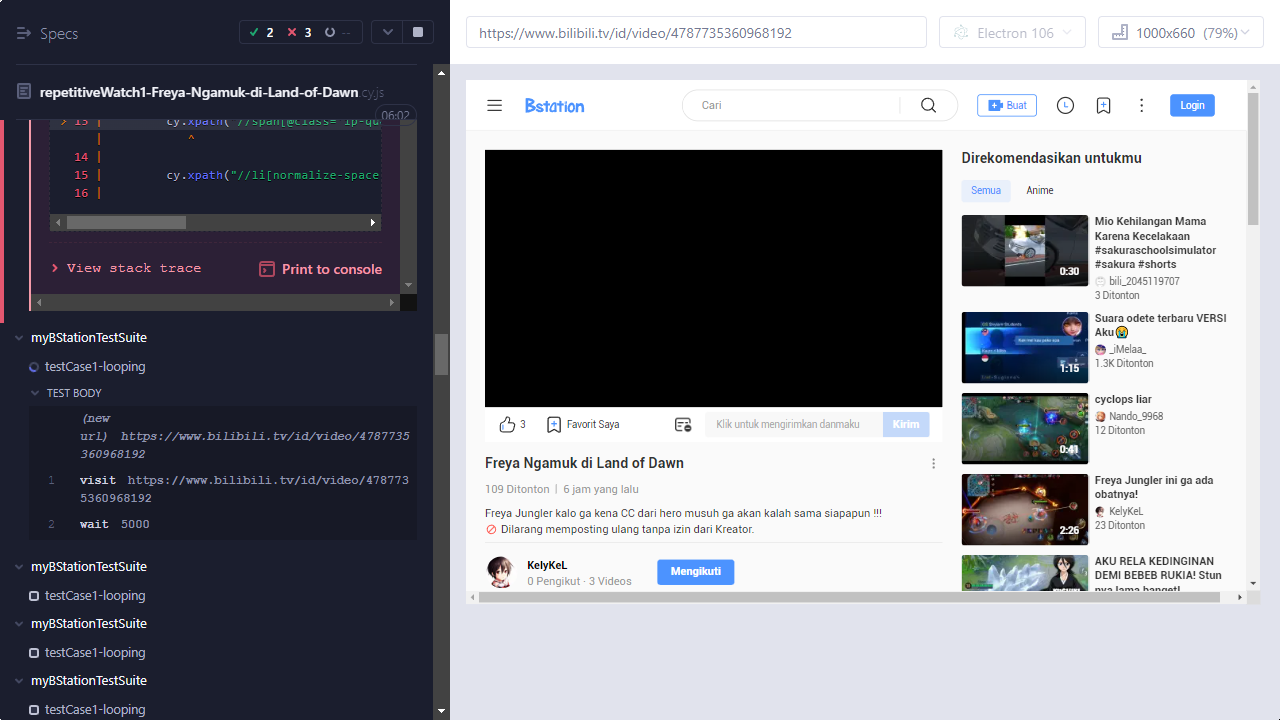 Specs
2
3
--
repetitiveWatch1-Freya-Ngamuk-di-Land-of-Dawn.cy.js
06:02
> 13 | cy.xpath("//span[@class='ip-qu
| ^
14 |
15 | cy.xpath("//li[normalize-space
16 |
> View stack trace
Print to console
myBStationTestSuite
testCase1-looping
TEST BODY
(new
url) https://www.bilibili.tv/id/video/4787735
360968192
1 visit https://www.bilibili.tv/id/video/478773
5360968192
2 wait 5000
myBStationTestSuite
testCase1-looping
myBStationTestSuite
testCase1-looping
myBStationTestSuite
testCase1-looping
https://www.bilibili.tv/id/video/4787735360968192
Electron 106
1000x660 (79%)
Bstation
Cari
Buat
Login
3
Favorit Saya
Klik untuk mengirimkan danmaku
Kirim
Freya Ngamuk di Land of Dawn
109 Ditonton | 6 jam yang lalu
Freya Jungler kalo ga kena CC dari hero musuh ga akan kalah sama siapapun !!!
Dilarang memposting ulang tanpa izin dari Kreator.
KelyKeL
0 Pengikut · 3 Videos
Mengikuti
Direkomendasikan untukmu
Semua
Anime
0:30
Mio Kehilangan Mama
Karena Kecelakaan
#sakuraschoolsimulator
#sakura #shorts
bili_2045119707
3 Ditonton
1:15
Suara odete terbaru VERSI
Aku😭
_iMelaa_
1.3K Ditonton
0:41
cyclops liar
Nando_9968
12 Ditonton
2:26
Freya Jungler ini ga ada
obatnya!
KelyKeL
23 Ditonton
AKU RELA KEDINGINAN
DEMI BEBEB RUKIA! Stun
nya lama banget!